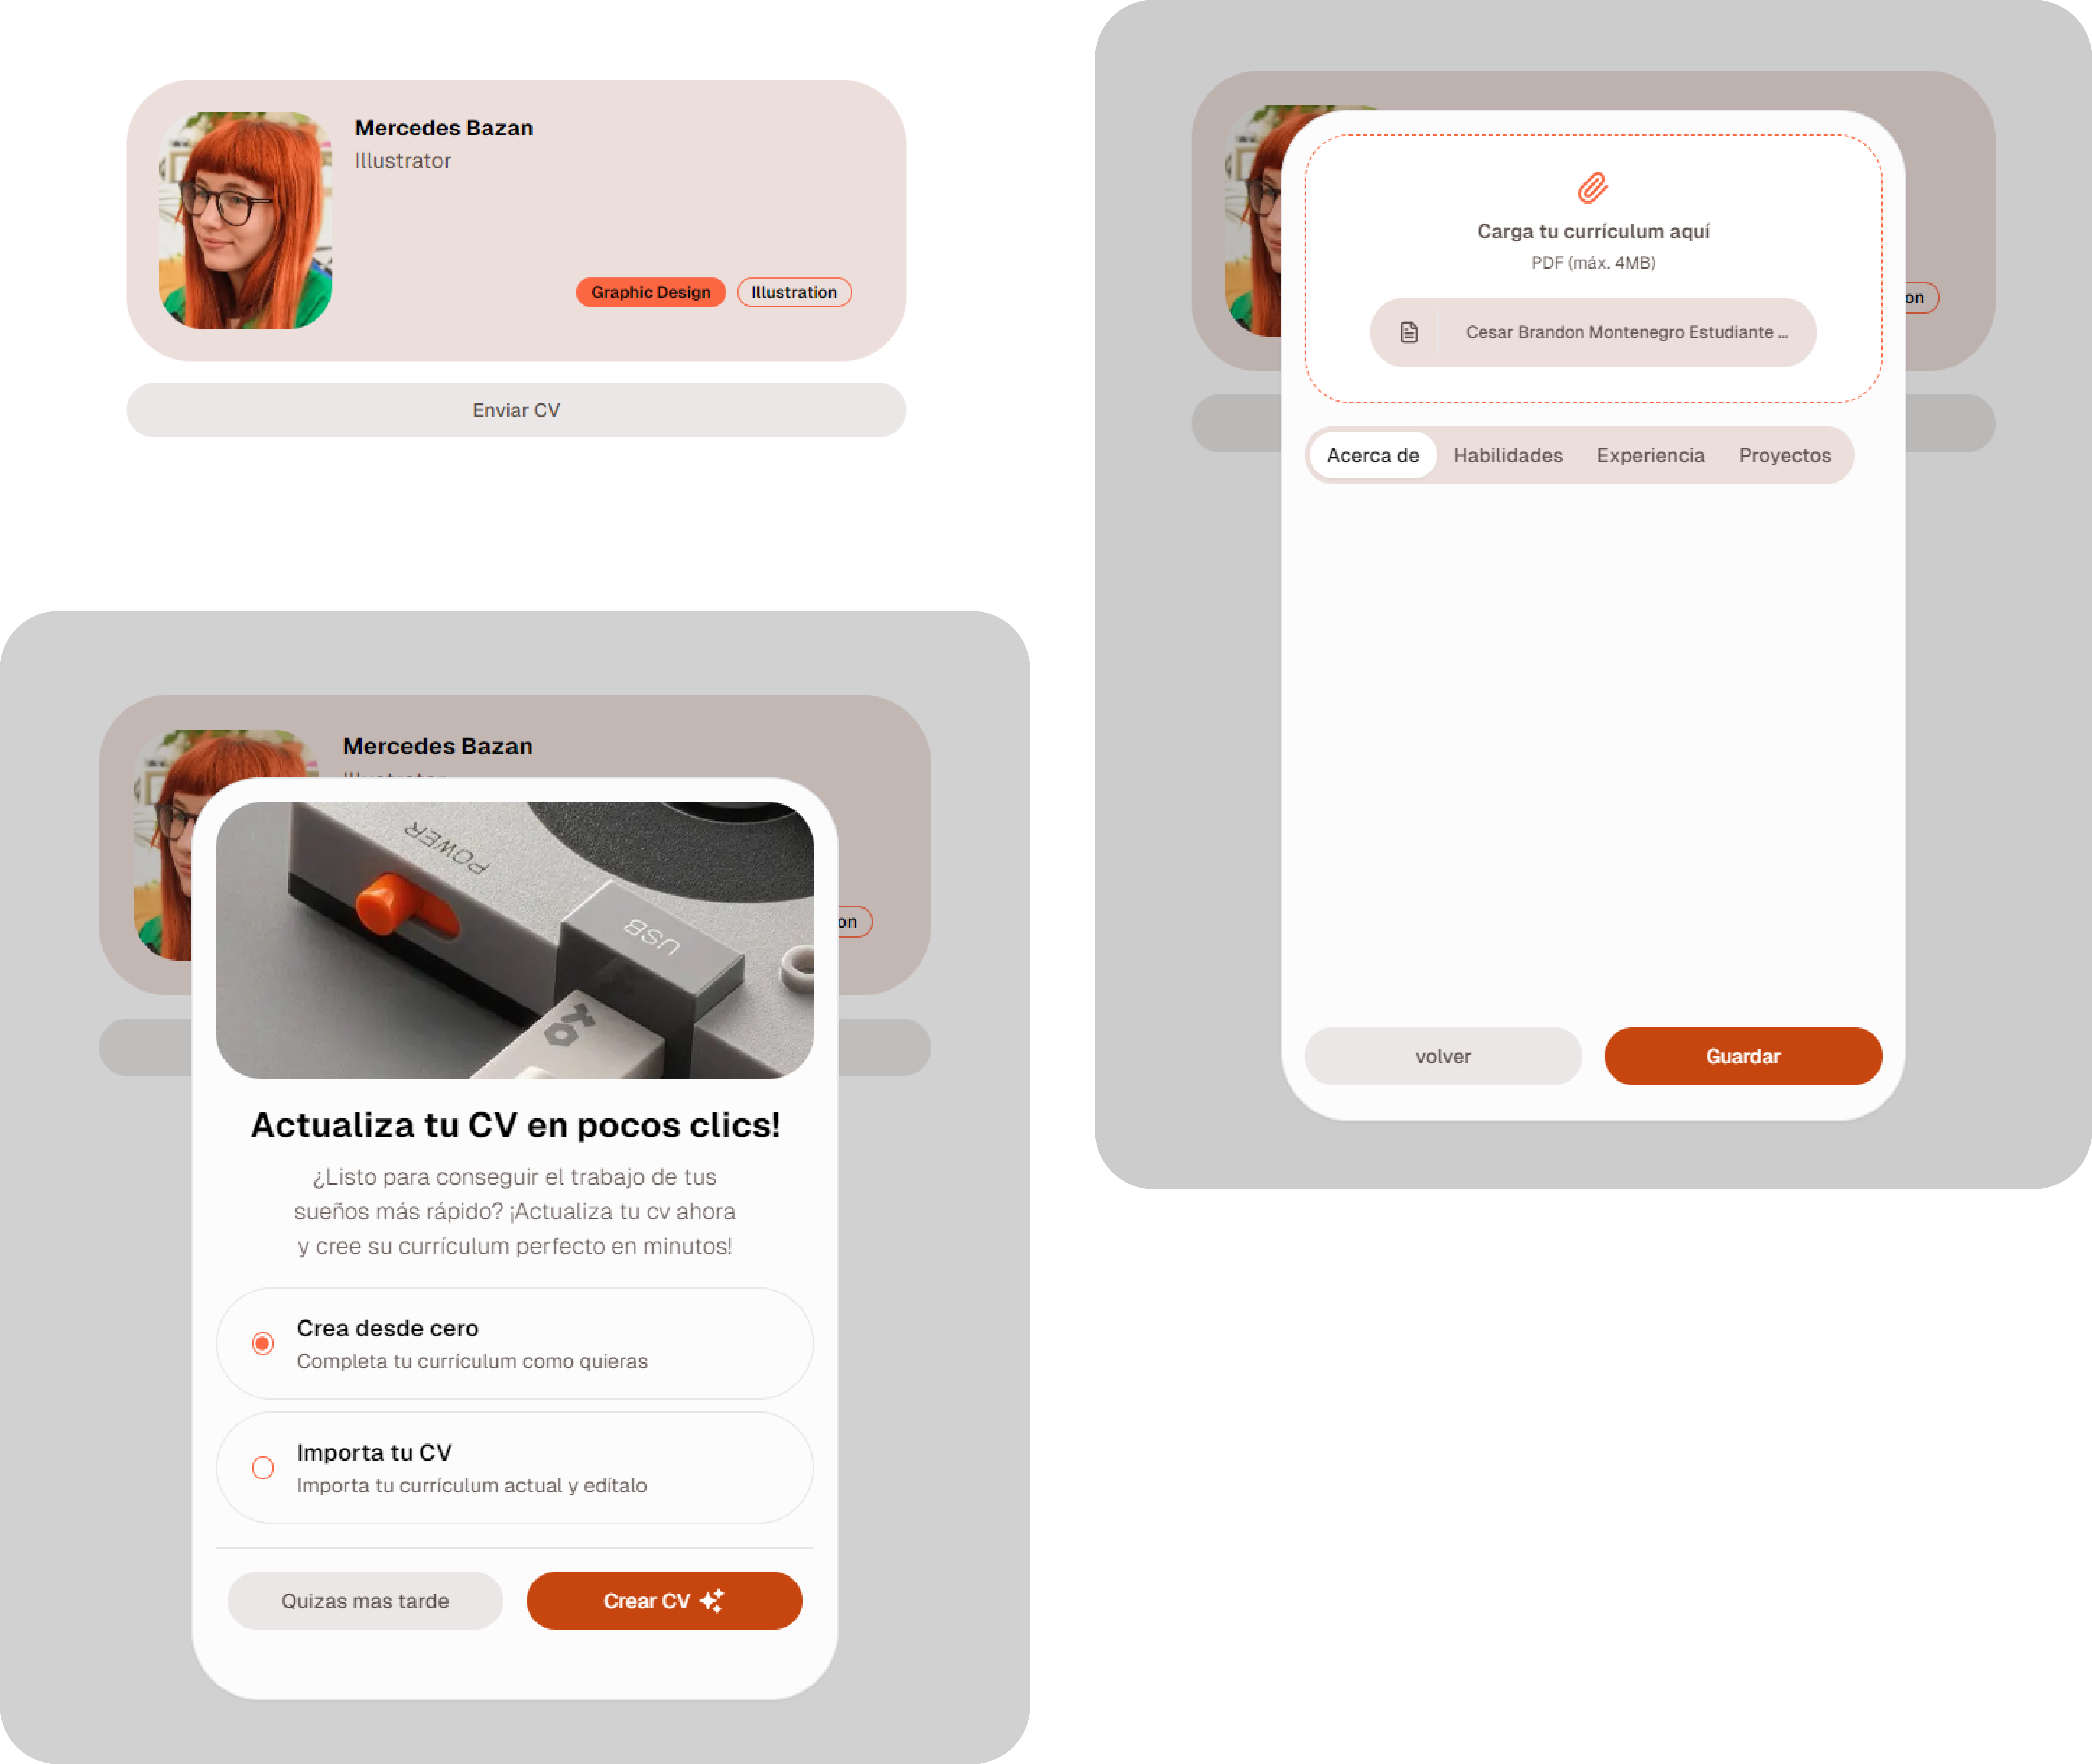 Mercedes Bazan
Illustrator
Graphic Design
Illustration
Enviar CV
Carga tu currículum aquí
PDF (máx. 4MB)
Cesar Brandon Montenegro Estudiante ...
on
Acerca de
Habilidades
Experiencia
Proyectos
volver
Guardar
Mercedes Bazan
Illustrator
on
POWER
USB
Actualiza tu CV en pocos clics!
¿Listo para conseguir el trabajo de tus
sueños más rápido? ¡Actualiza tu cv ahora
y cree su currículum perfecto en minutos!
Crea desde cero
Completa tu currículum como quieras
Importa tu CV
Importa tu currículum actual y edítalo
Quizas mas tarde
Crear CV